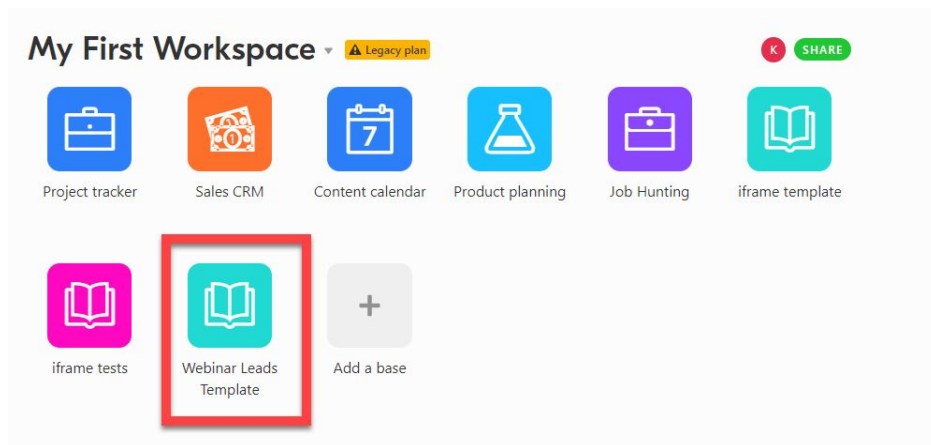 My First Workspace Legacy plan
K SHARE
1
7
Project tracker
Sales CRM
Content calendar
Product planning
Job Hunting
iframe template
iframe tests
Webinar Leads
Template
+
Add a base